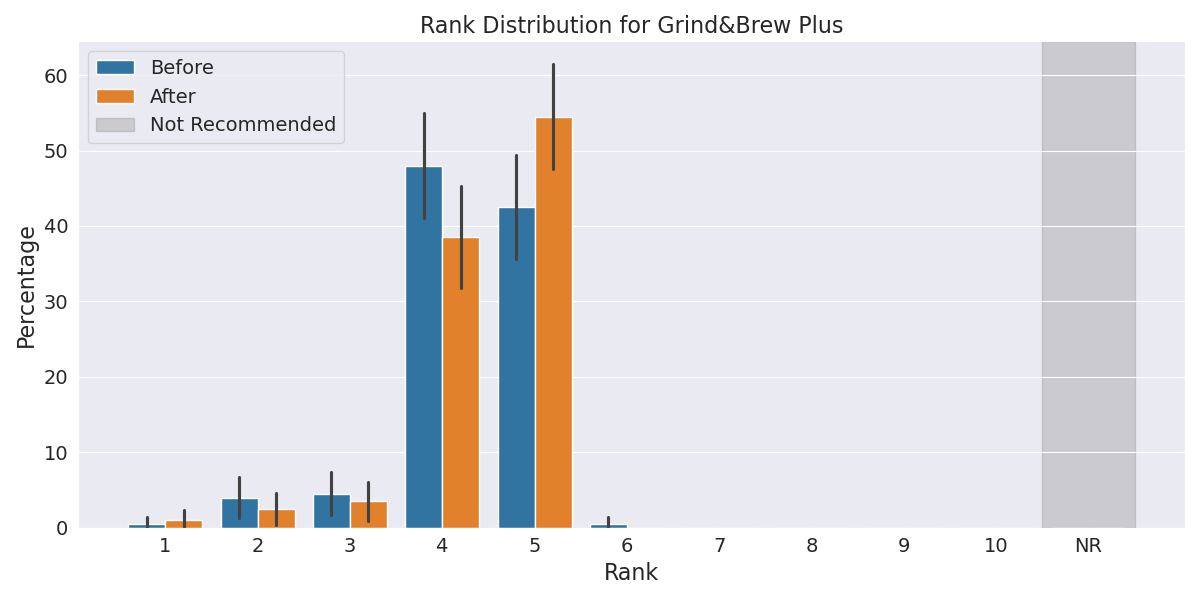 Rank Distribution for Grind&Brew Plus
Before
After
Not Recommended
Percentage
60
50
40
30
20
10
0
1 2 3 4 5 6 7 8 9 10 NR
Rank